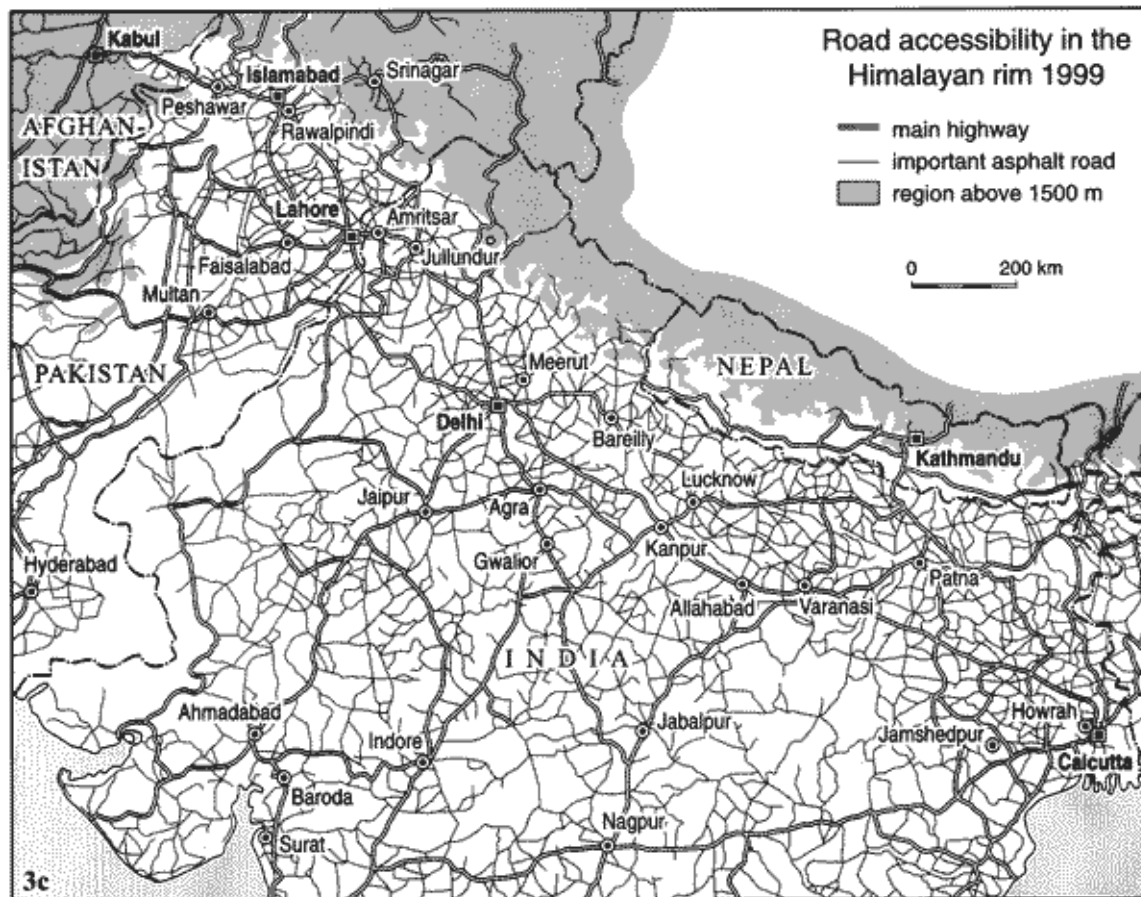 Road accessibility in the
Himalayan rim 1999
main highway
important asphalt road
region above 1500 m
0 200 km
Kabul
Islamabad
Srinagar
Peshawar
Rawalpindi
AFGHAN-
ISTAN
Lahore
Amritsar
Faisalabad
Jullundur
Multan
PAKISTAN
Meerut
NEPAL
Delhi
Bareilly
Kathmandu
Jaipur
Agra
Lucknow
Gwalior
Kanpur
Hyderabad
Patna
Allahabad
Varanasi
INDIA
Ahmadabad
Indore
Jabalpur
Howrah
Jamshedpur
Calcutta
Baroda
Surat
Nagpur
3c